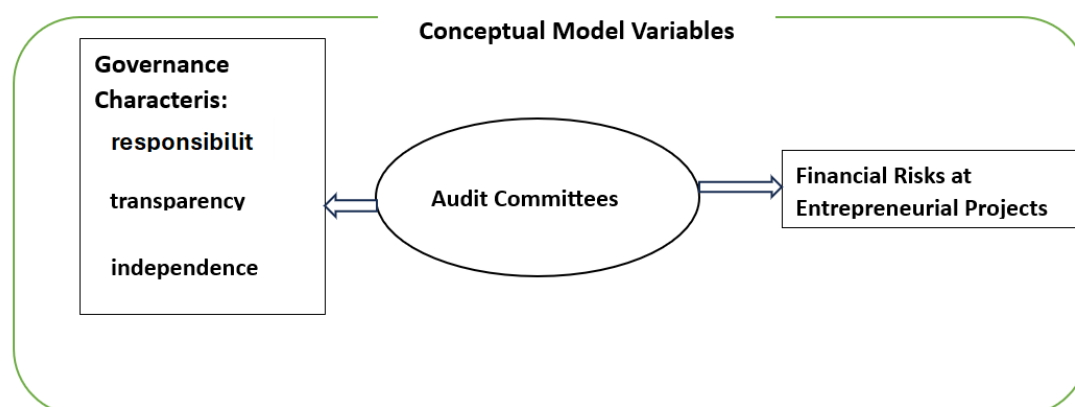 Conceptual Model Variables
Governance
Characteris:
responsibilit
transparency
independence
Audit Committees
Financial Risks at
Entrepreneurial Projects